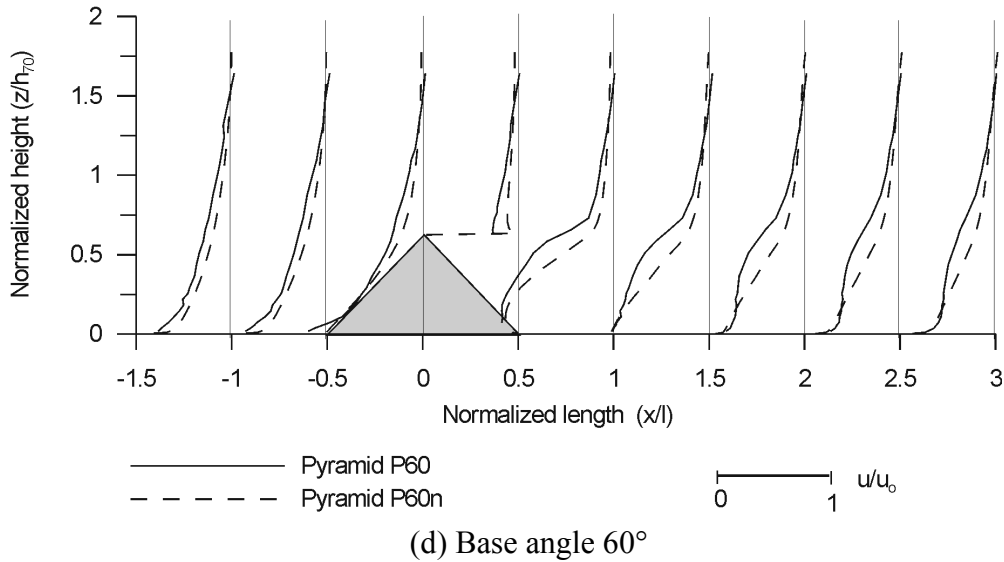 2
1.5
1
0.5
0
Normalized height (z/h70)
-1.5 -1 -0.5 0 0.5 1 1.5 2 2.5 3
Normalized length (x/l)
Pyramid P60
Pyramid P60n
0 1 u/uo
(d) Base angle 60°